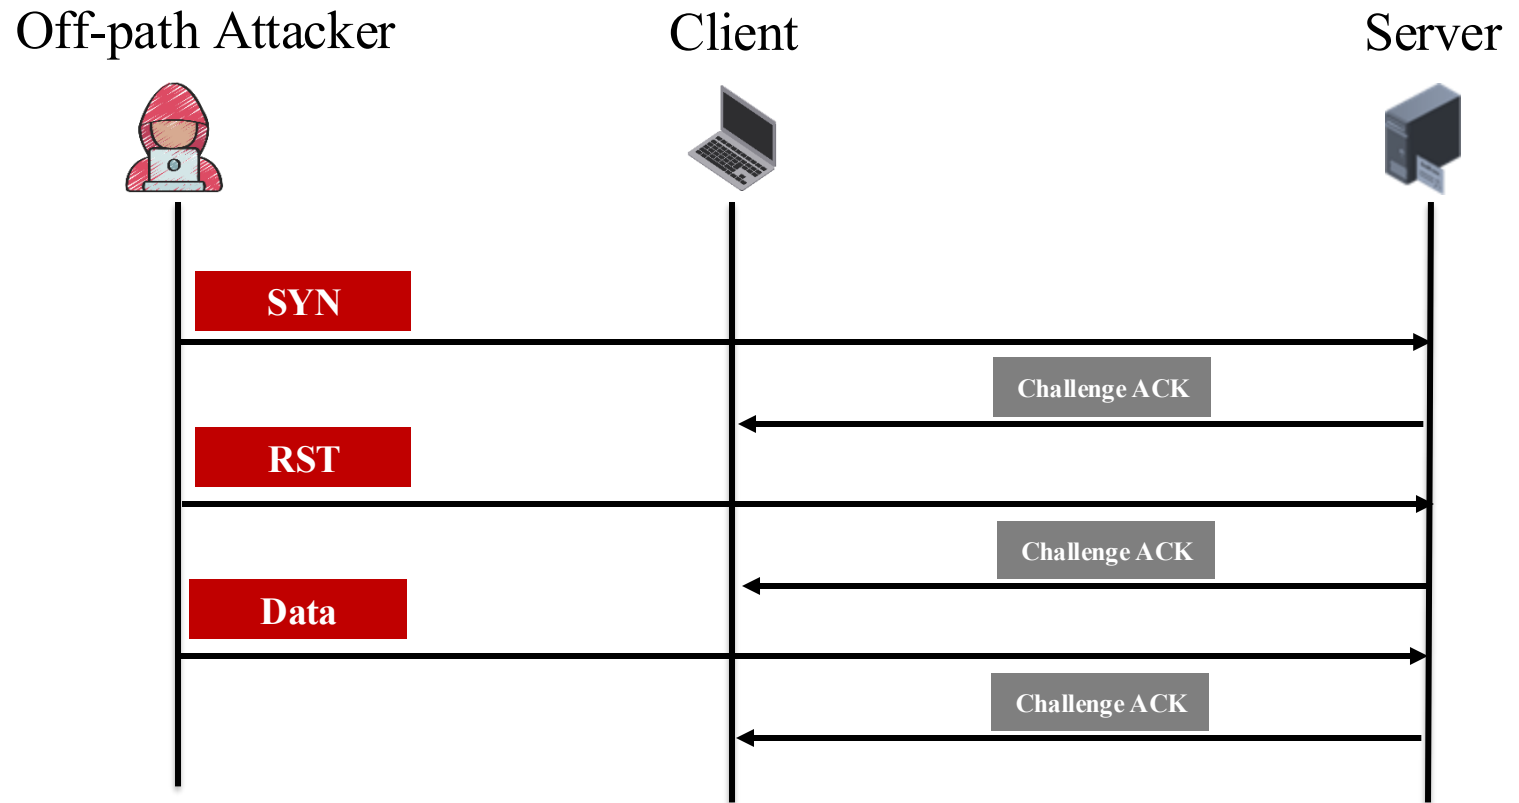 Off-path Attacker
Client
Server
SYN
Challenge ACK
RST
Challenge ACK
Data
Challenge ACK